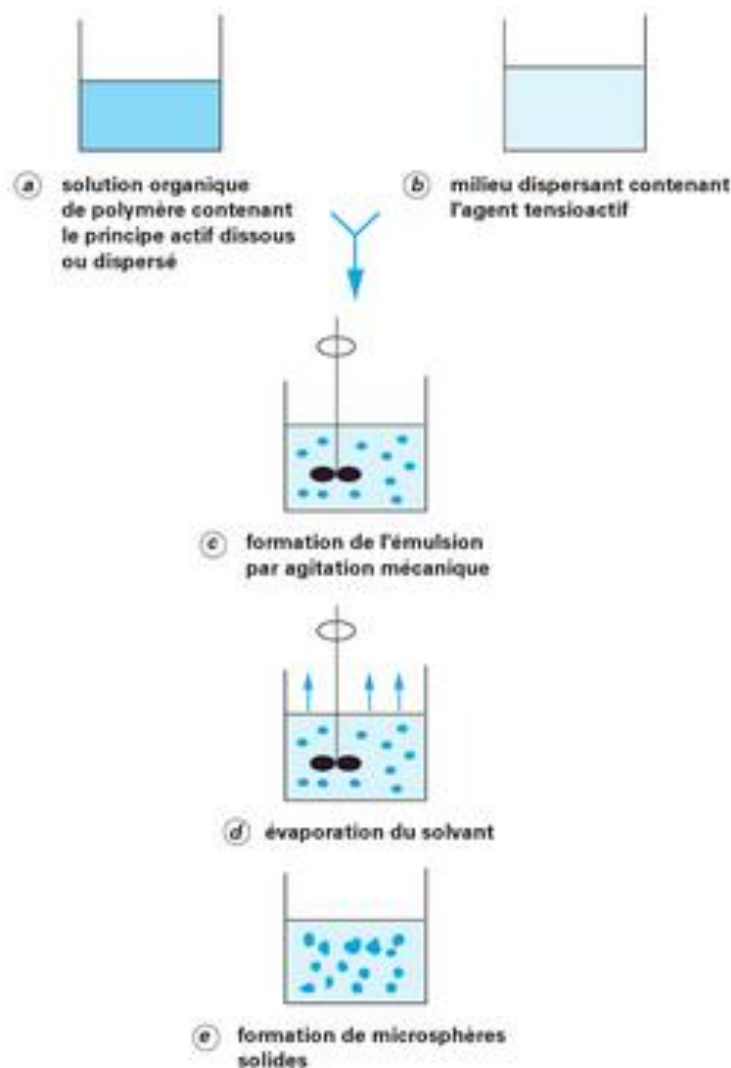 a solution organique
de polymère contenant
le principe actif dissous
ou dispersé
b milieu dispersant contenant
l'agent tensioactif
c formation de l'émulsion
par agitation mécanique
d évaporation du solvant
e formation de microsphères
solides